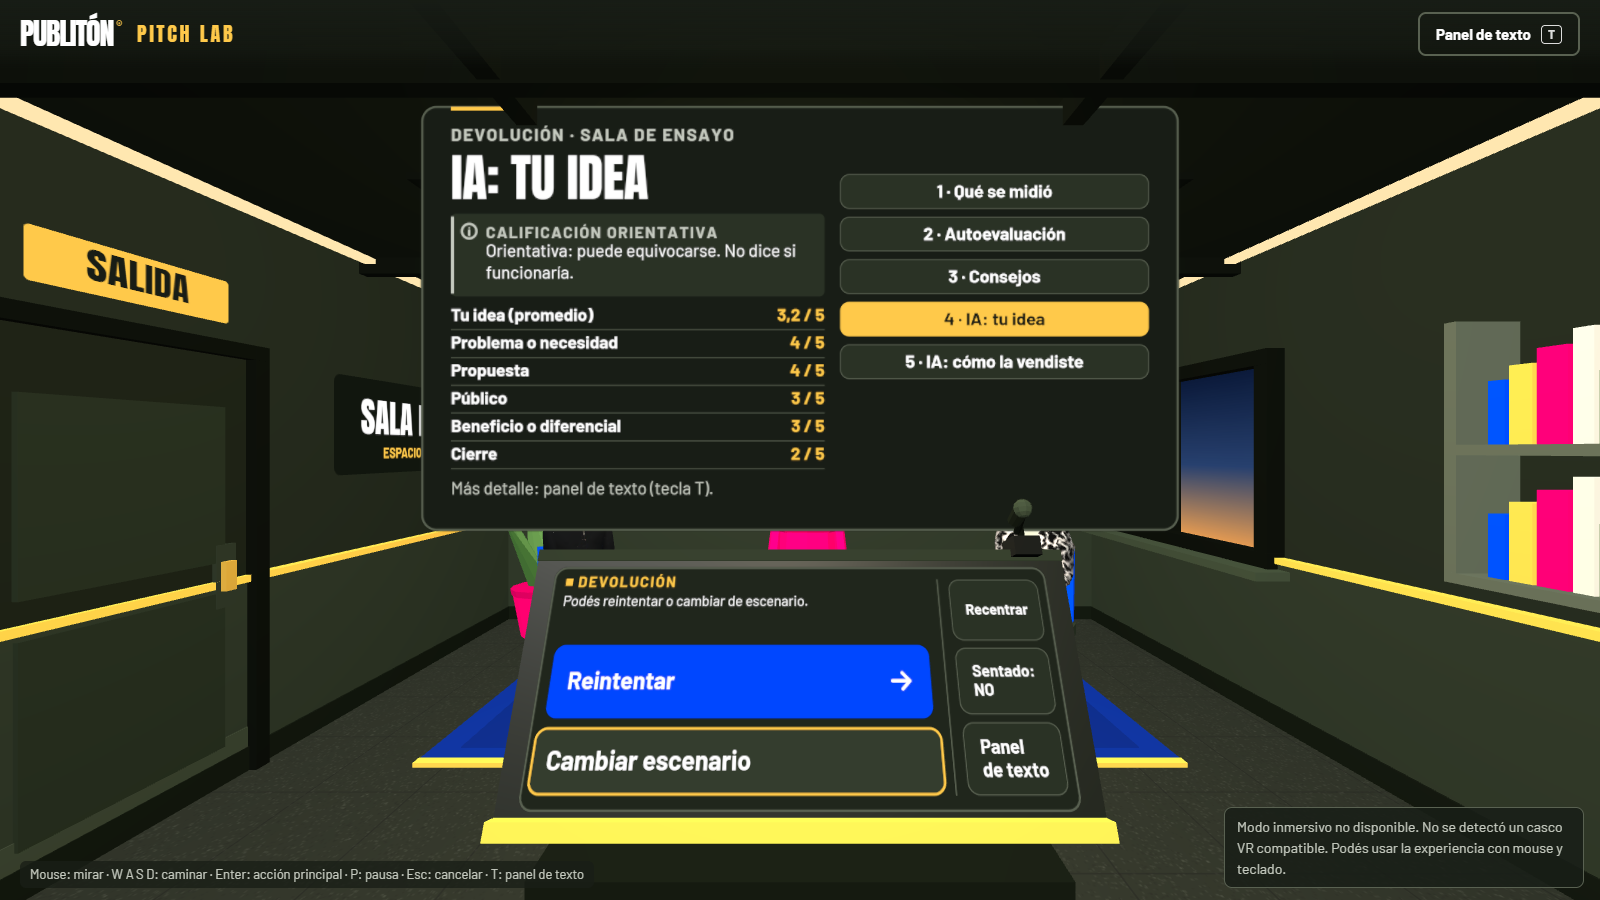 PUBLITÓN PITCH LAB
Panel de texto T
DEVOLUCIÓN · SALA DE ENSAYO
IA: TU IDEA
CALIFICACIÓN ORIENTATIVA
Orientativa: puede equivocarse. No dice si
funcionaría.
Tu idea (promedio) 3,2 / 5
Problema o necesidad 4 / 5
Propuesta 4 / 5
Público 3 / 5
Beneficio o diferencial 3 / 5
Cierre 2 / 5
Más detalle: panel de texto (tecla T).
1 · Qué se midió
2 · Autoevaluación
3 · Consejos
4 · IA: tu idea
5 · IA: cómo la vendiste
SALIDA
SALA
ESPACIO
DEVOLUCIÓN
Podés reintentar o cambiar de escenario.
Reintentar
Cambiar escenario
Recentrar
Sentado:
NO
Panel
de texto
Modo inmersivo no disponible. No se detectó un casco
VR compatible. Podés usar la experiencia con mouse y
teclado.
Mouse: mirar · W A S D: caminar · Enter: acción principal · P: pausa · Esc: cancelar · T: panel de texto